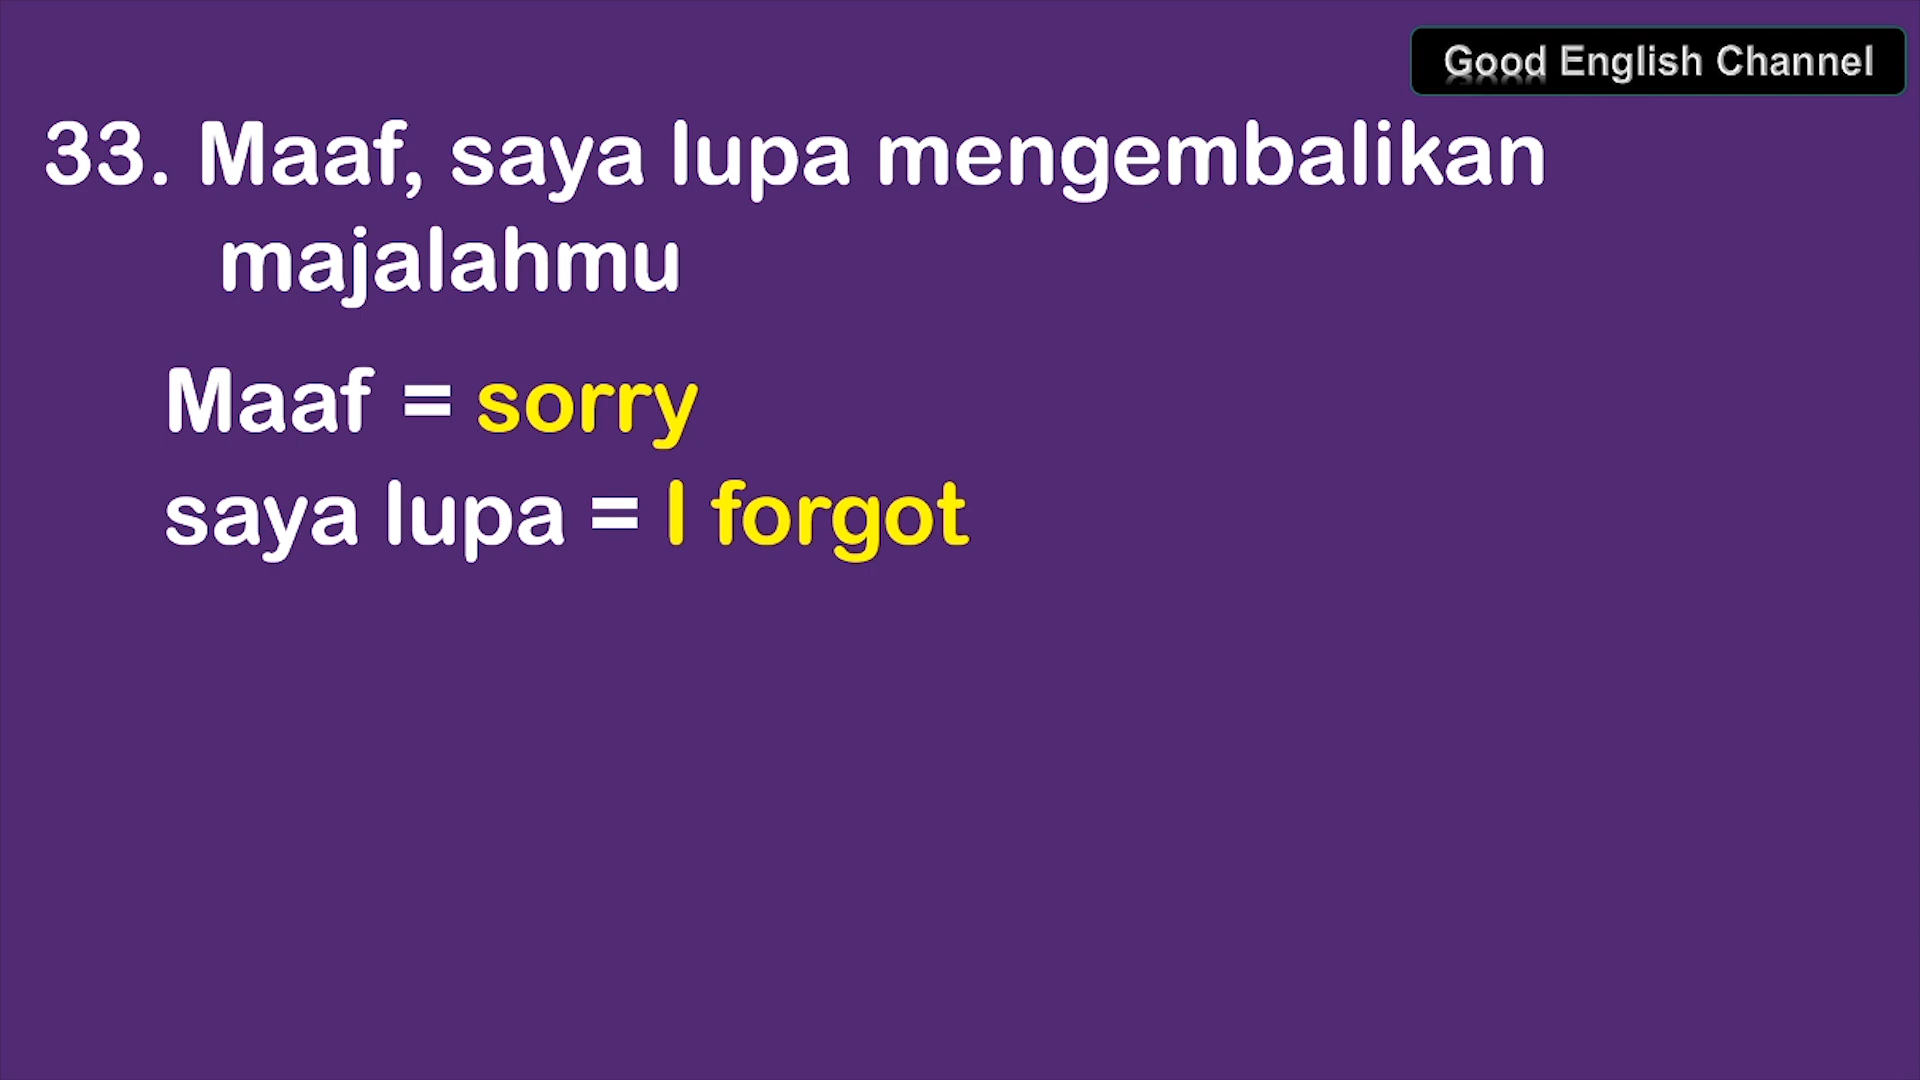 Good English Channel
33. Maaf, saya lupa mengembalikan
majalahmu
Maaf = sorry
saya lupa = I forgot